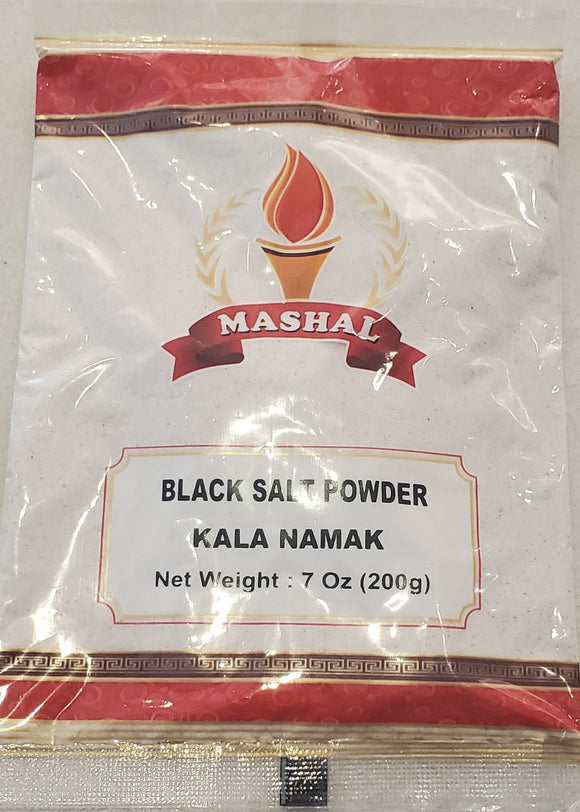 MASHAL
BLACK SALT POWDER
KALA NAMAK
Net Weight : 7 Oz (200g)